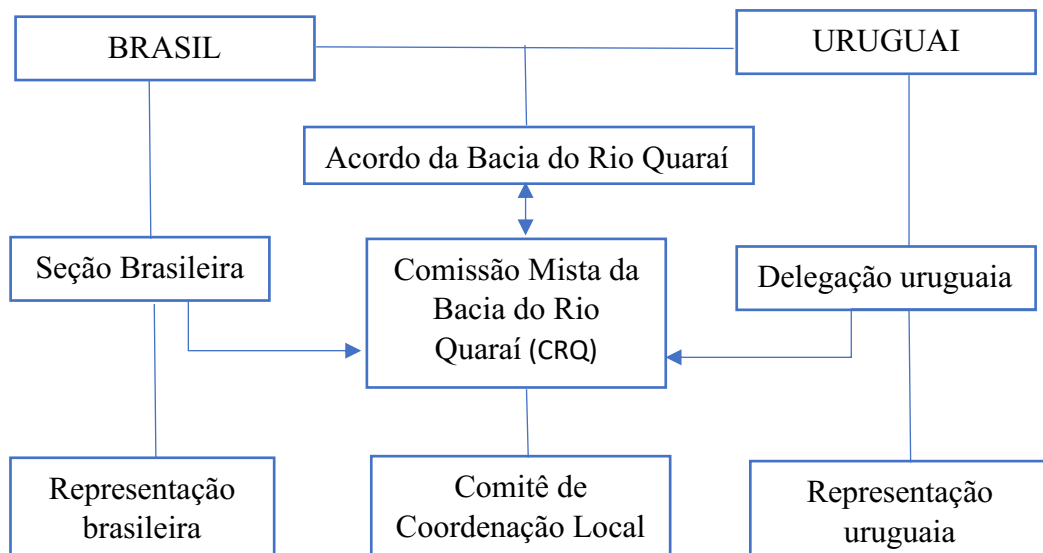 BRASIL
URUGUAI
Acordo da Bacia do Rio Quaraí
Seção Brasileira
Comissão Mista da
Bacia do Rio
Quaraí (CRQ)
Delegação uruguaia
Representação
brasileira
Comitê de
Coordenação Local
Representação
uruguaia